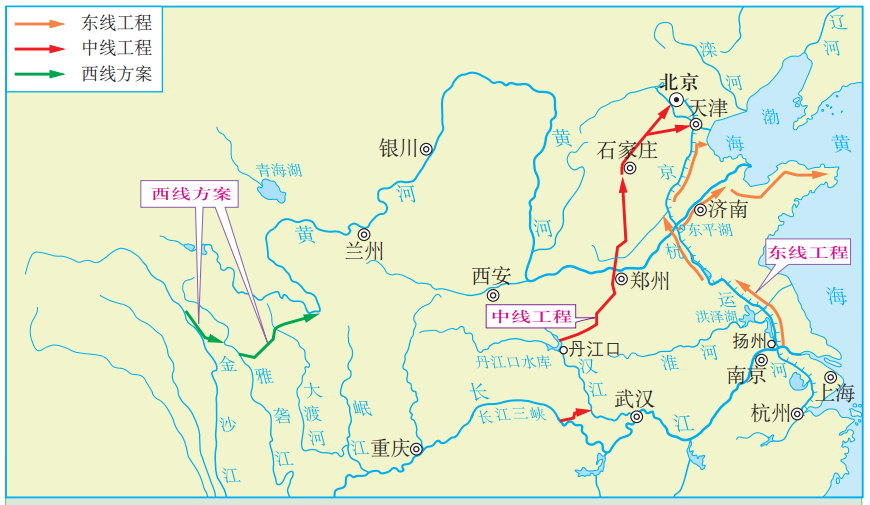 东线工程
中线工程
西线方案
辽
河
滦
河
北京
天津
渤
海
黄
海
银川
黄
河
石家庄
京
青海湖
西线方案
黄
河
兰州
济南
东平湖
杭
东线工程
西安
郑州
运
洪泽湖
中线工程
扬州
丹江口
丹江口水库
汉
江
淮
河
南京
河
上海
金
沙
江
雅
砻
江
大
渡
河
岷
江
长
长江三峡
武汉
江
杭州
重庆